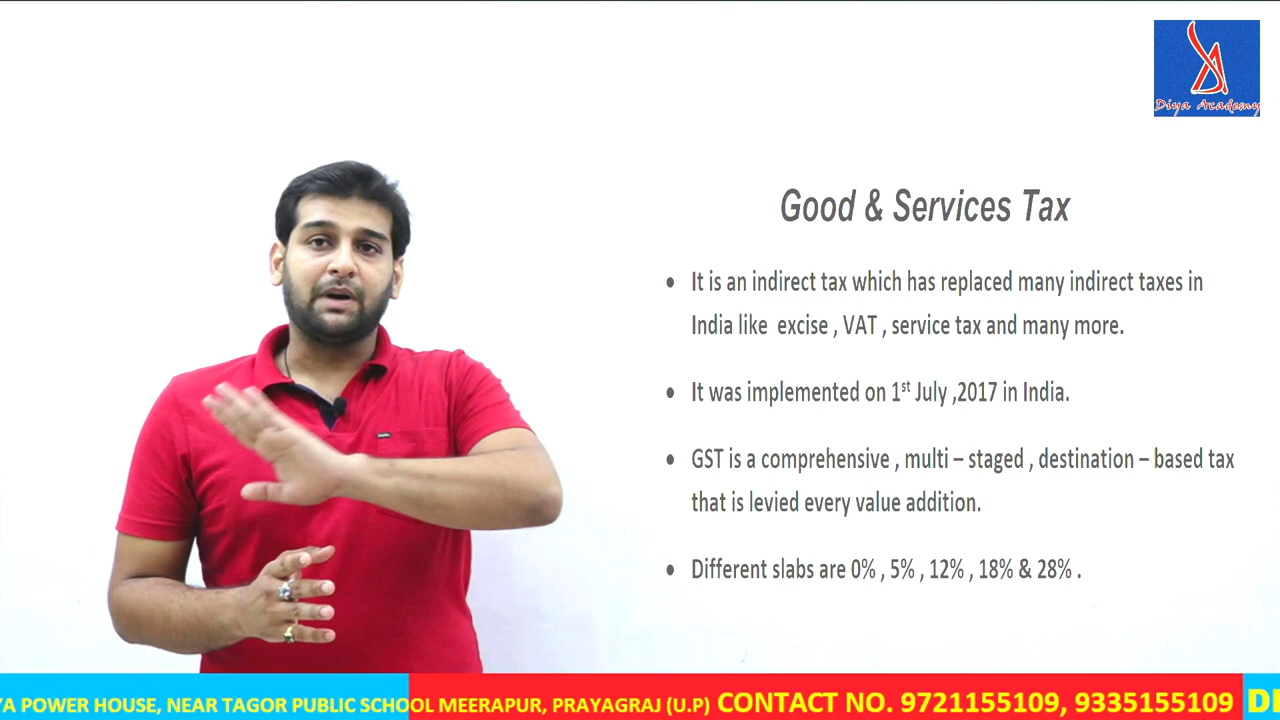 Diya Academy
Good & Services Tax
• It is an indirect tax which has replaced many indirect taxes in
India like excise , VAT , service tax and many more.
• It was implemented on 1st July ,2017 in India.
• GST is a comprehensive , multi – staged , destination – based tax
that is levied every value addition.
• Different slabs are 0% , 5% , 12% , 18% & 28% .
YA POWER HOUSE, NEAR TAGOR PUBLIC SCHOOL MEERAPUR, PRAYAGRAJ (U.P) CONTACT NO. 9721155109, 9335155109